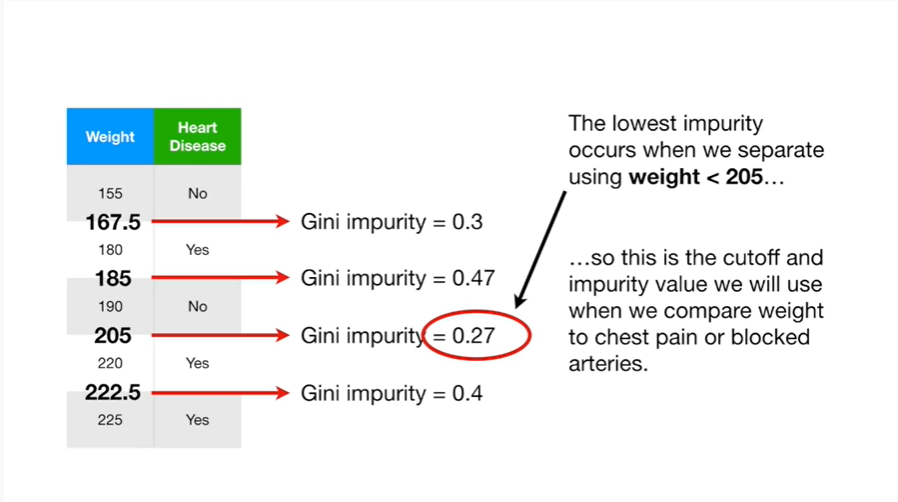 Weight
Heart
Disease
155 No
167.5 Gini impurity = 0.3
180 Yes
185 Gini impurity = 0.47
190 No
205 Gini impurity = 0.27
220 Yes
222.5 Gini impurity = 0.4
225 Yes
The lowest impurity
occurs when we separate
using weight < 205…
…so this is the cutoff and
impurity value we will use
when we compare weight
to chest pain or blocked
arteries.